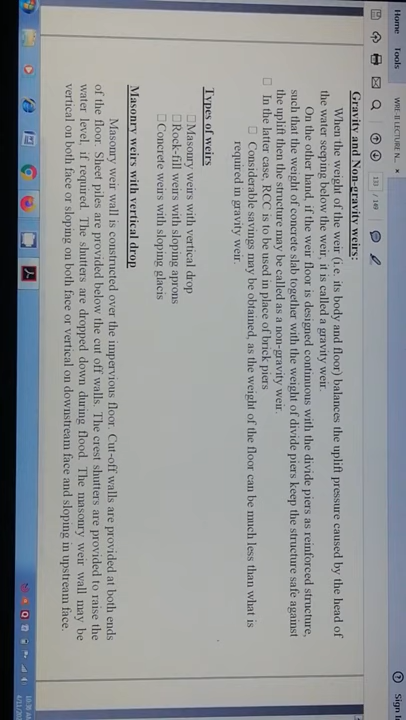 Home Tools WRE-II LECTURE N... × Sign I
131 / 149
Gravity and Non-gravity weirs:
When the weight of the weir (i.e. its body and floor) balances the uplift pressure caused by the head of
the water seeping below the weir, it is called a gravity weir.
On the other hand, if the weir floor is designed continuous with the divide piers as reinforced structure,
such that the weight of concrete slab together with the weight of divide piers keep the structure safe against
the uplift then the structure may be called as a non-gravity weir.
In the latter case, RCC is to be used in place of brick piers.
Considerable savings may be obtained, as the weight of the floor can be much less than what is
required in gravity weir.
Types of weirs
Masonry weirs with vertical drop
Rock-fill weirs with sloping aprons
Concrete weirs with sloping glacis
Masonry weirs with vertical drop
Masonry weir wall is constructed over the impervious floor. Cut-off walls are provided at both ends
of the floor. Sheet piles are provided below the cut off walls. The crest shutters are provided to raise the
water level, if required. The shutters are dropped down during flood. The masonry weir wall may be
vertical on both face or sloping on both face or vertical on downstream face and sloping in upstream face.